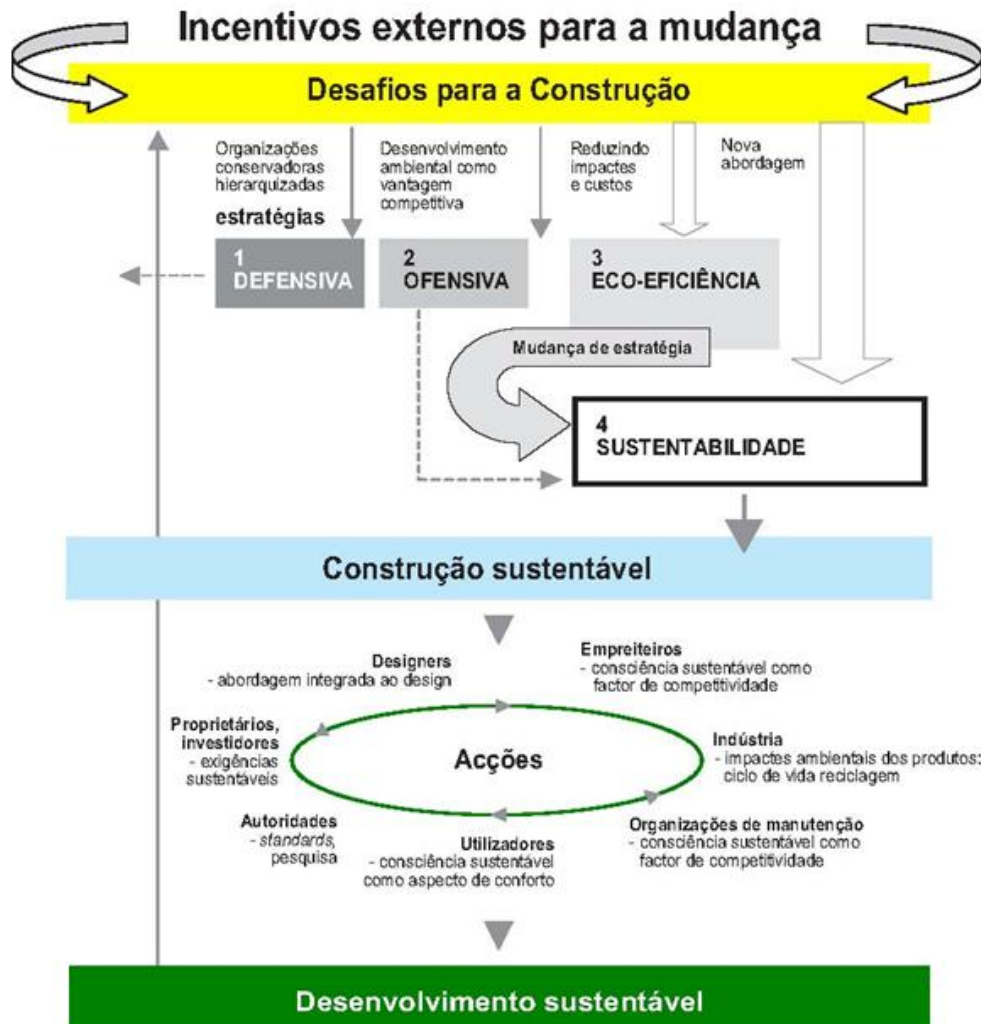 Incentivos externos para a mudança
Desafios para a Construção
Organizações
conservadoras
hierarquizadas
Desenvolvimento
ambiental como
vantagem
competitiva
Reduzindo
impactes
e custos
Nova
abordagem
estratégias
1
DEFENSIVA
2
OFENSIVA
3
ECO-EFICIÊNCIA
Mudança de estratégia
4
SUSTENTABILIDADE
Construção sustentável
Designers
- abordagem integrada ao design
Empreiteiros
- consciência sustentável como
factor de competitividade
Proprietários,
investidores
- exigências
sustentáveis
Acções
Indústria
- impactes ambientais dos produtos:
ciclo de vida reciclagem
Autoridades
- standards,
pesquisa
Utilizadores
- consciência sustentável
como aspecto de conforto
Organizações de manutenção
- consciência sustentável como
factor de competitividade
Desenvolvimento sustentável